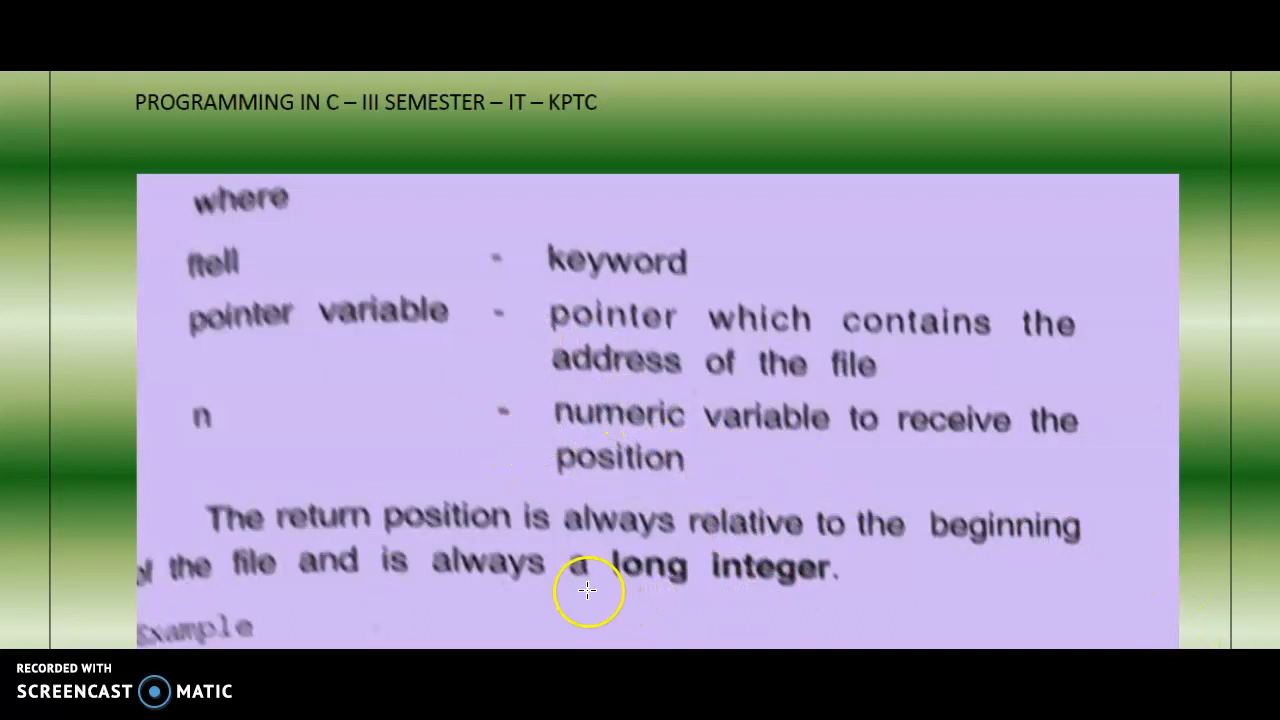 PROGRAMMING IN C – III SEMESTER – IT – KPTC
where
ftell - keyword
pointer variable - pointer which contains the
address of the file
n - numeric variable to receive the
position
The return position is always relative to the beginning
of the file and is always a long integer.
Example
RECORDED WITH
SCREENCAST MATIC